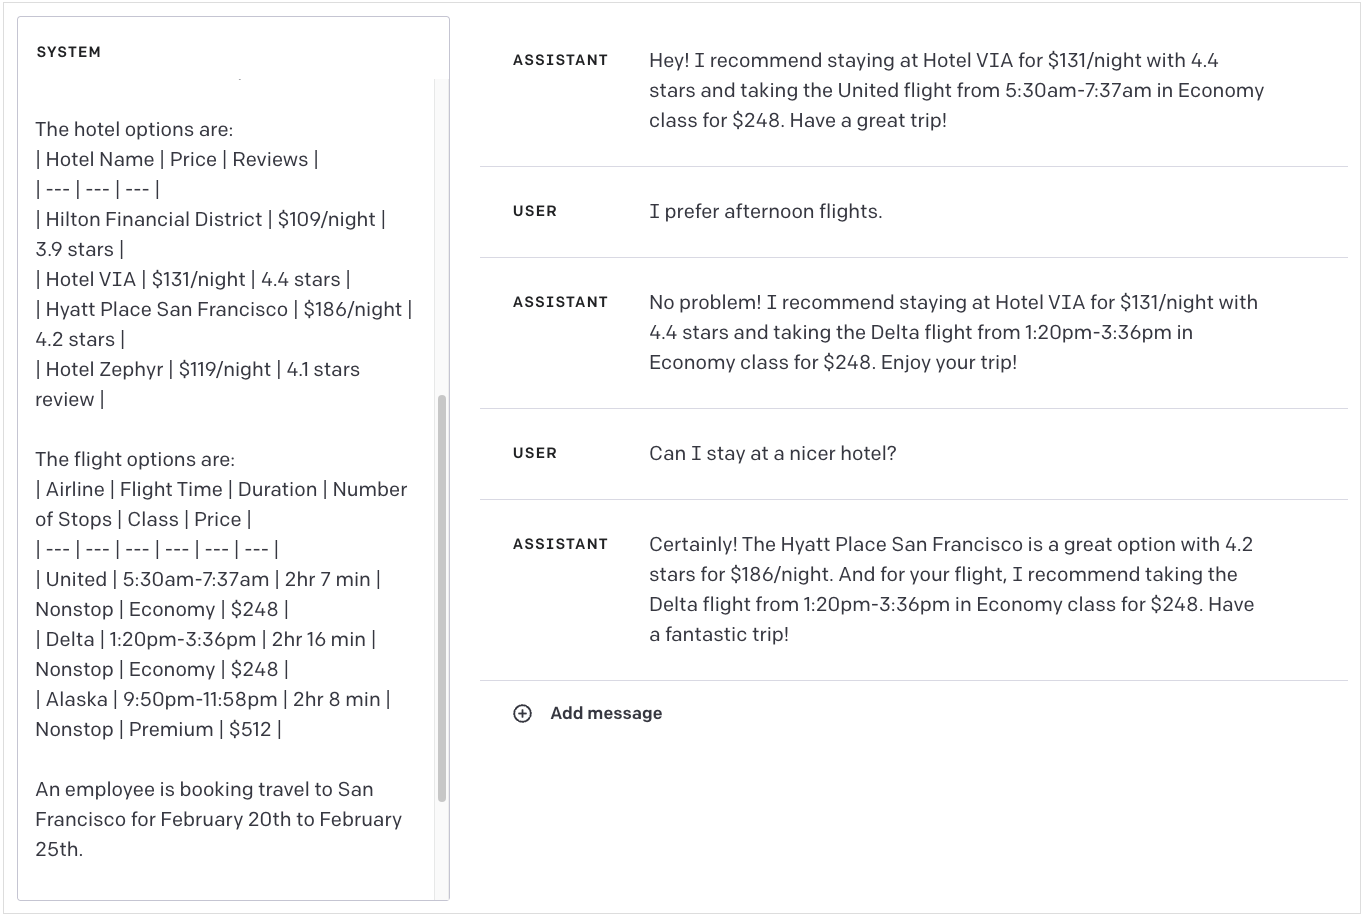 SYSTEM
The hotel options are:
| Hotel Name | Price | Reviews |
| --- | --- | --- |
| Hilton Financial District | $109/night |
3.9 stars |
| Hotel VIA | $131/night | 4.4 stars |
| Hyatt Place San Francisco | $186/night |
4.2 stars |
| Hotel Zephyr | $119/night | 4.1 stars
review |
The flight options are:
| Airline | Flight Time | Duration | Number
of Stops | Class | Price |
| --- | --- | --- | --- | --- | --- |
| United | 5:30am-7:37am | 2hr 7 min |
Nonstop | Economy | $248 |
| Delta | 1:20pm-3:36pm | 2hr 16 min |
Nonstop | Economy | $248 |
| Alaska | 9:50pm-11:58pm | 2hr 8 min |
Nonstop | Premium | $512 |
An employee is booking travel to San
Francisco for February 20th to February
25th.
ASSISTANT
Hey! I recommend staying at Hotel VIA for $131/night with 4.4
stars and taking the United flight from 5:30am-7:37am in Economy
class for $248. Have a great trip!
USER
I prefer afternoon flights.
ASSISTANT
No problem! I recommend staying at Hotel VIA for $131/night with
4.4 stars and taking the Delta flight from 1:20pm-3:36pm in
Economy class for $248. Enjoy your trip!
USER
Can I stay at a nicer hotel?
ASSISTANT
Certainly! The Hyatt Place San Francisco is a great option with 4.2
stars for $186/night. And for your flight, I recommend taking the
Delta flight from 1:20pm-3:36pm in Economy class for $248. Have
a fantastic trip!
Add message